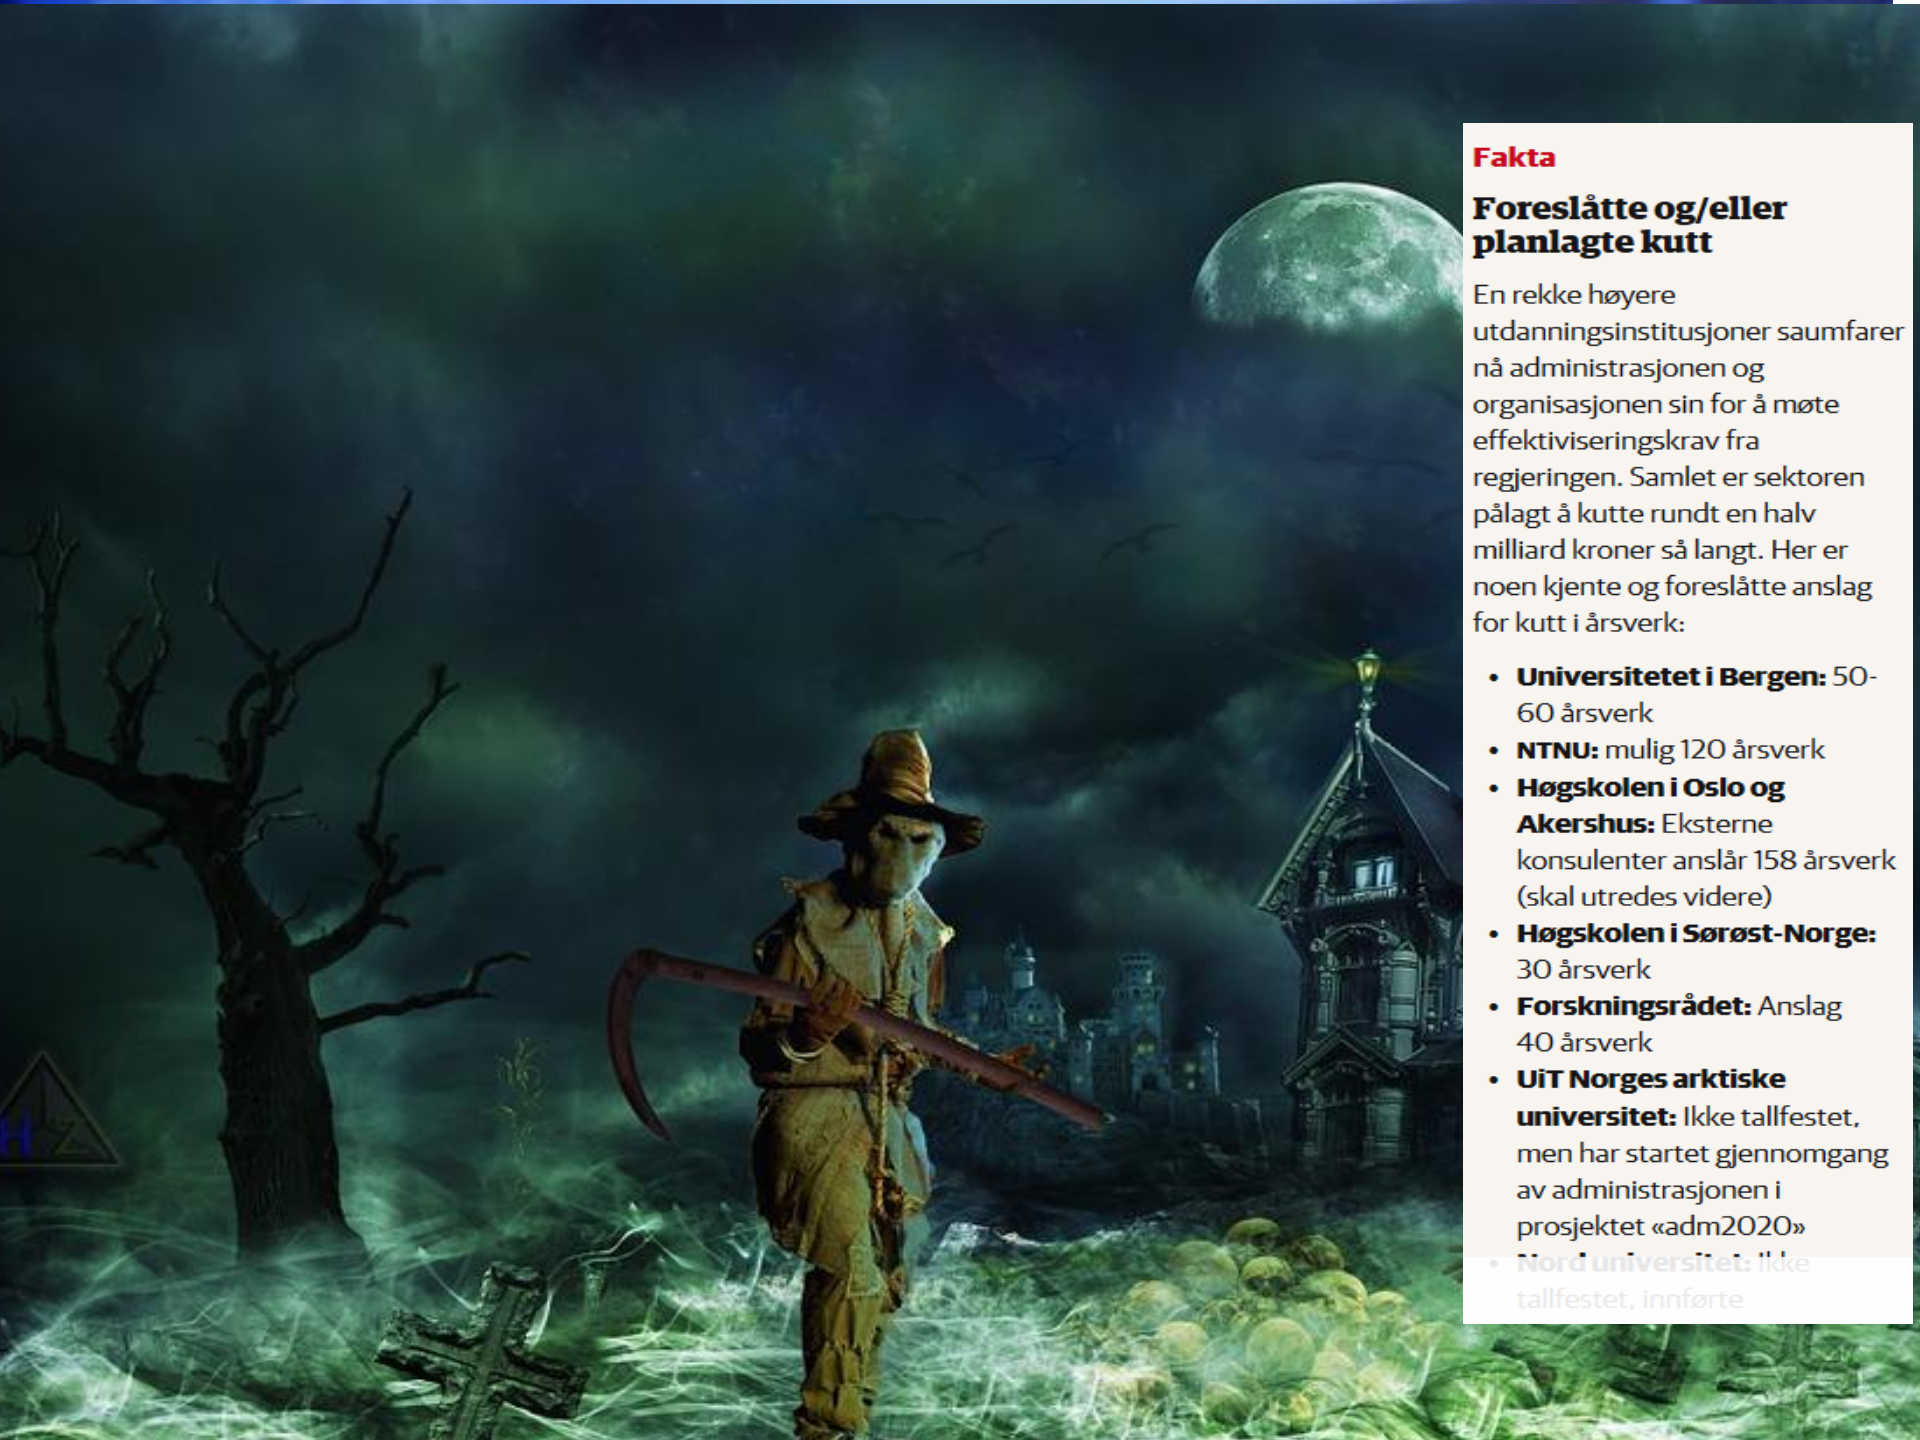 Fakta
Foreslåtte og/eller
planlagte kutt
En rekke høyere
utdanningsinstitusjoner saumfarer
nå administrasjonen og
organisasjonen sin for å møte
effektiviseringskrav fra
regjeringen. Samlet er sektoren
pålagt å kutte rundt en halv
milliard kroner så langt. Her er
noen kjente og foreslåtte anslag
for kutt i årsverk:
• Universitetet i Bergen: 50-
60 årsverk
• NTNU: mulig 120 årsverk
• Høgskolen i Oslo og
Akershus: Eksterne
konsulenter anslår 158 årsverk
(skal utredes videre)
• Høgskolen i Sørøst-Norge:
30 årsverk
• Forskningsrådet: Anslag
40 årsverk
• UiT Norges arktiske
universitet: Ikke tallfestet,
men har startet gjennomgang
av administrasjonen i
prosjektet «adm2020»
• Nord universitet: Ikke
tallfestet, innførte